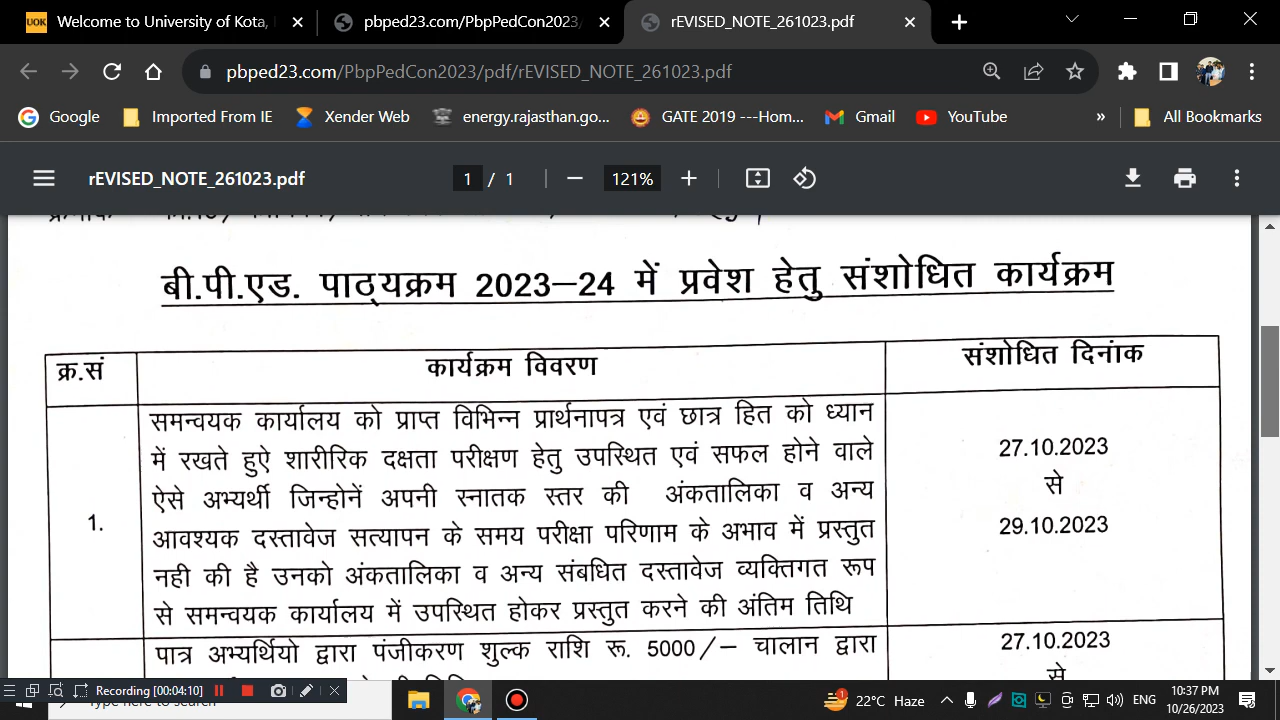 Welcome to University of Kota,
pbped23.com/PbpPedCon2023/
rEVISED_NOTE_261023.pdf
pbped23.com/PbpPedCon2023/pdf/rEVISED_NOTE_261023.pdf
Google
Imported From IE
Xender Web
energy.rajasthan.go...
GATE 2019 ---Hom...
Gmail
YouTube
»
All Bookmarks
rEVISED_NOTE_261023.pdf
1 / 1
121%
बी.पी.एड. पाठ्यक्रम 2023–24 में प्रवेश हेतु संशोधित कार्यक्रम
क्र.सं
कार्यक्रम विवरण
संशोधित दिनांक
1.
समन्वयक कार्यालय को प्राप्त विभिन्न प्रार्थनापत्र एवं छात्र हित को ध्यान
में रखते हुऐ शारीरिक दक्षता परीक्षण हेतु उपस्थित एवं सफल होने वाले
ऐसे अभ्यर्थी जिन्होनें अपनी स्नातक स्तर की अंकतालिका व अन्य
आवश्यक दस्तावेज सत्यापन के समय परीक्षा परिणाम के अभाव में प्रस्तुत
नही की है उनको अंकतालिका व अन्य संबधित दस्तावेज व्यक्तिगत रूप
से समन्वयक कार्यालय में उपस्थित होकर प्रस्तुत करने की अंतिम तिथि
27.10.2023
से
29.10.2023
पात्र अभ्यर्थियो द्वारा पंजीकरण शुल्क राशि रू. 5000/– चालान द्वारा
27.10.2023
से
Recording [00:04:10]
Type here to search
UOK
1
22°C Haze
ENG
10:37 PM
10/26/2023